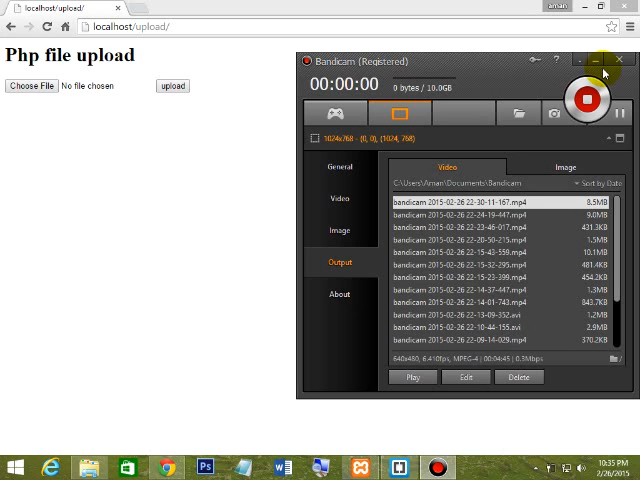 localhost/upload/
aman
localhost/upload/
Php file upload
Choose File No file chosen upload
Bandicam (Registered)
00:00:00
0 bytes / 10.0GB
1024x768 - (0, 0), (1024, 768)
General
Video
Image
Output
About
Video Image
C:\Users\Aman\Documents\Bandicam Sort by Date
bandicam 2015-02-26 22-30-11-167.mp4 8.5MB
bandicam 2015-02-26 22-24-19-447.mp4 9.0MB
bandicam 2015-02-26 22-23-46-017.mp4 431.3KB
bandicam 2015-02-26 22-20-50-215.mp4 1.5MB
bandicam 2015-02-26 22-15-43-559.mp4 10.1MB
bandicam 2015-02-26 22-15-32-295.mp4 481.4KB
bandicam 2015-02-26 22-15-23-399.mp4 454.2KB
bandicam 2015-02-26 22-14-37-447.mp4 1.3MB
bandicam 2015-02-26 22-14-01-743.mp4 843.7KB
bandicam 2015-02-26 22-13-09-352.avi 1.2MB
bandicam 2015-02-26 22-10-44-155.avi 2.9MB
bandicam 2015-02-26 22-09-14-029.mp4 370.2KB
640x480, 6.410fps, MPEG-4 | 00:04:45 | 0.3Mbps
Play Edit Delete
10:35 PM
2/26/2015